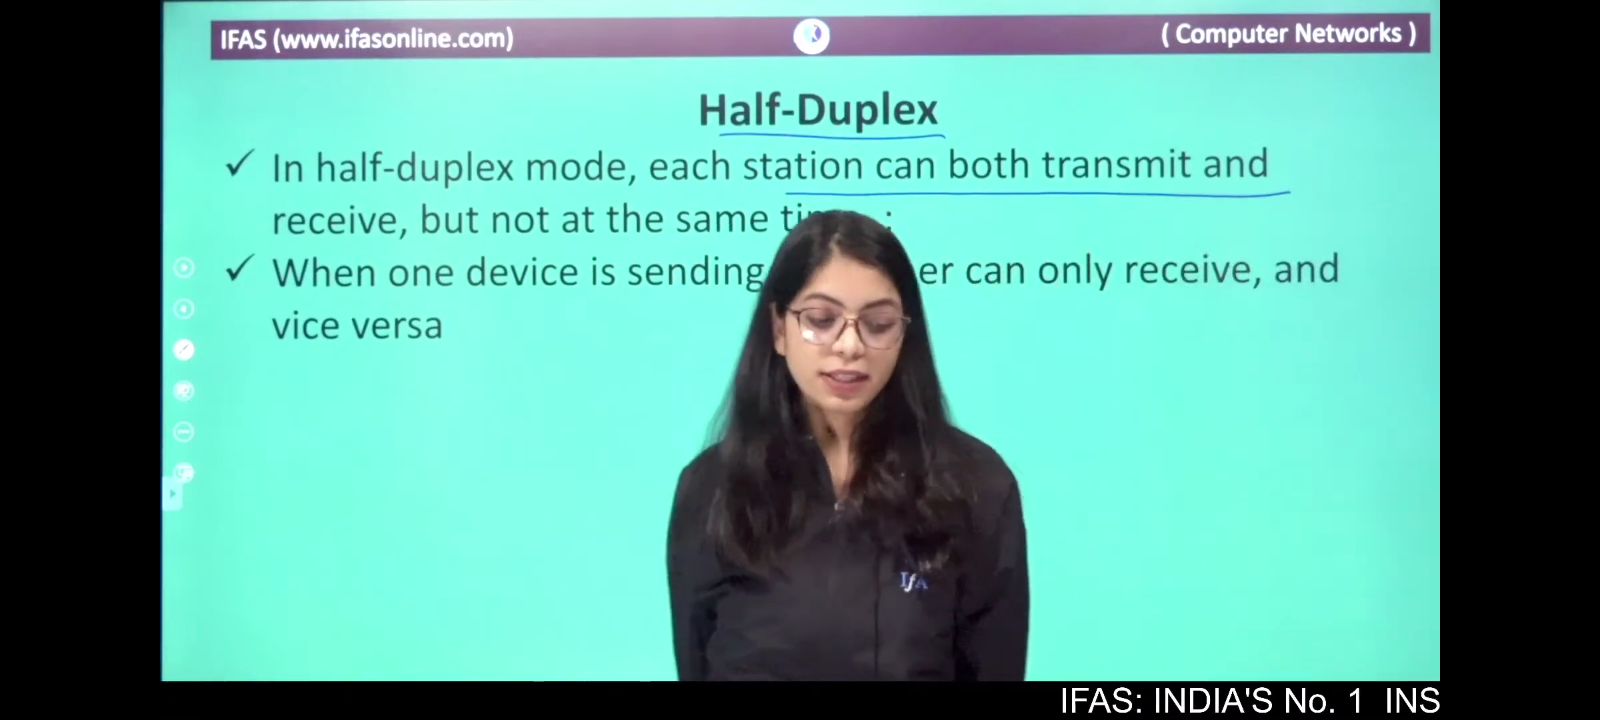 IFAS (www.ifasonline.com)
( Computer Networks )
Half-Duplex
✓ In half-duplex mode, each station can both transmit and
receive, but not at the same
✓ When one device is sending can only receive, and
vice versa
IfA
IFAS: INDIA'S No. 1 INS